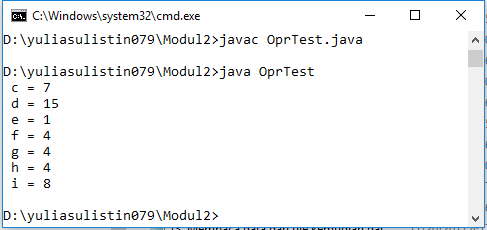 C:\Windows\system32\cmd.exe
D:\yuliasulistin079\Modul2>javac OprTest.java
D:\yuliasulistin079\Modul2>java OprTest
c = 7
d = 15
e = 1
f = 4
g = 4
h = 4
i = 8
D:\yuliasulistin079\Modul2>